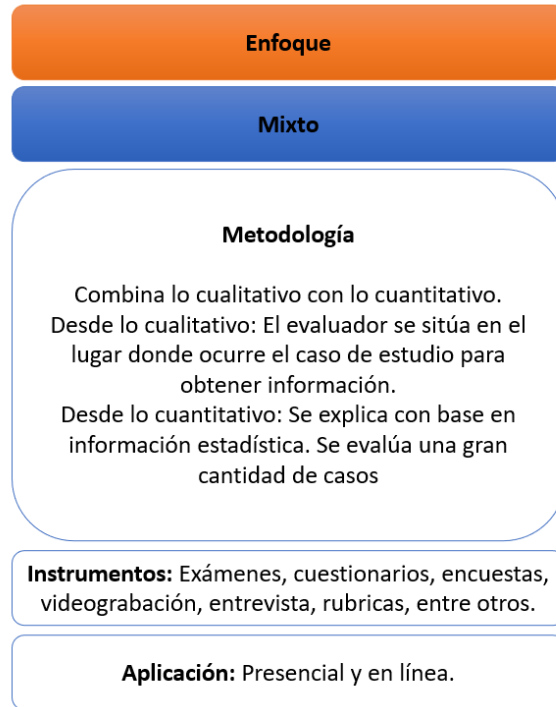 Enfoque
Mixto
Metodología
Combina lo cualitativo con lo cuantitativo.
Desde lo cualitativo: El evaluador se sitúa en el
lugar donde ocurre el caso de estudio para
obtener información.
Desde lo cuantitativo: Se explica con base en
información estadística. Se evalúa una gran
cantidad de casos
Instrumentos: Exámenes, cuestionarios, encuestas,
videograbación, entrevista, rubricas, entre otros.
Aplicación: Presencial y en línea.